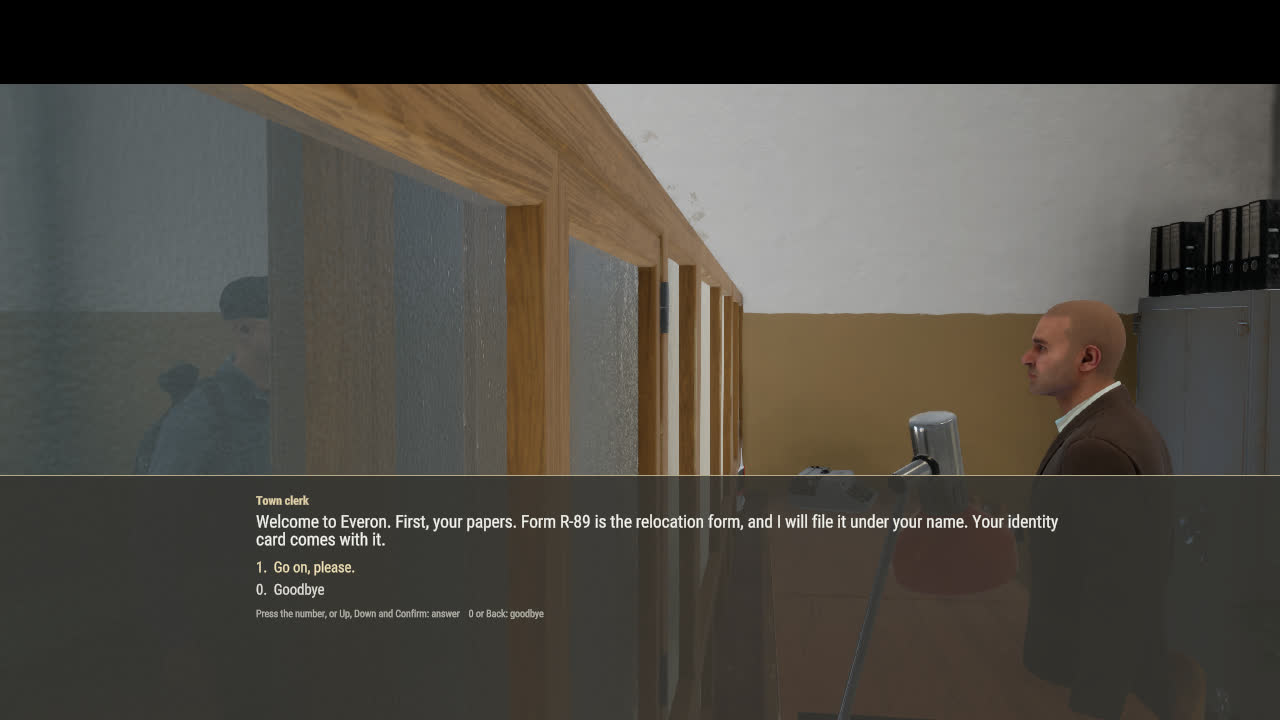 Town clerk
Welcome to Everon. First, your papers. Form R-89 is the relocation form, and I will file it under your name. Your identity
card comes with it.
1. Go on, please.
0. Goodbye
Press the number, or Up, Down and Confirm: answer 0 or Back: goodbye